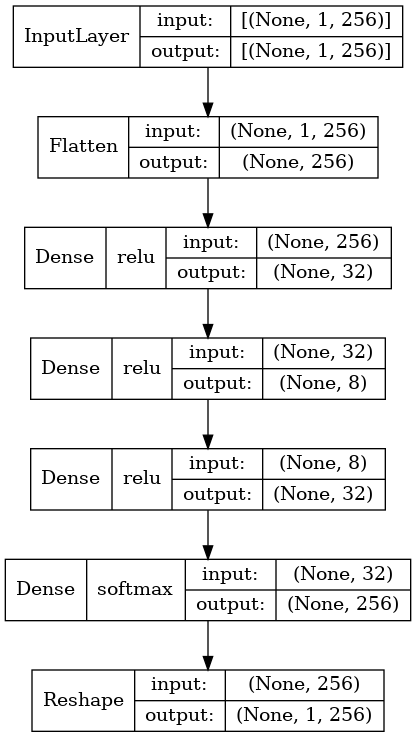 InputLayer input: [(None, 1, 256)]
output: [(None, 1, 256)]
Flatten input: (None, 1, 256)
output: (None, 256)
Dense relu input: (None, 256)
output: (None, 32)
Dense relu input: (None, 32)
output: (None, 8)
Dense relu input: (None, 8)
output: (None, 32)
Dense softmax input: (None, 32)
output: (None, 256)
Reshape input: (None, 256)
output: (None, 1, 256)